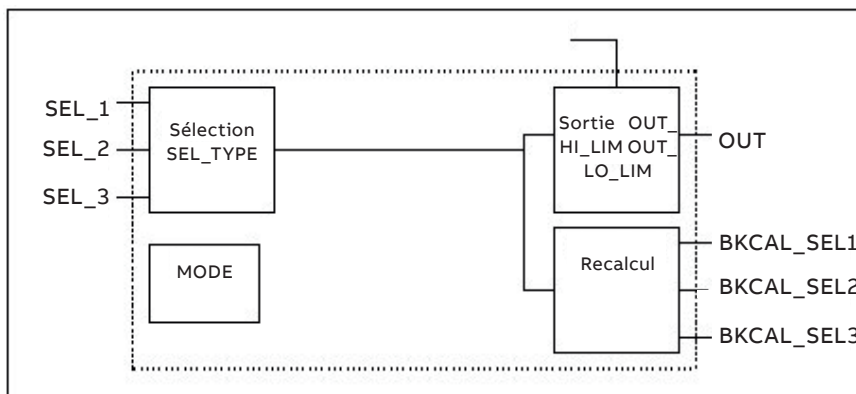 SEL_1
SEL_2
SEL_3
Sélection
SEL_TYPE
MODE
Sortie OUT_
HI_LIM OUT_
LO_LIM
OUT
Recalcul
BKCAL_SEL1
BKCAL_SEL2
BKCAL_SEL3